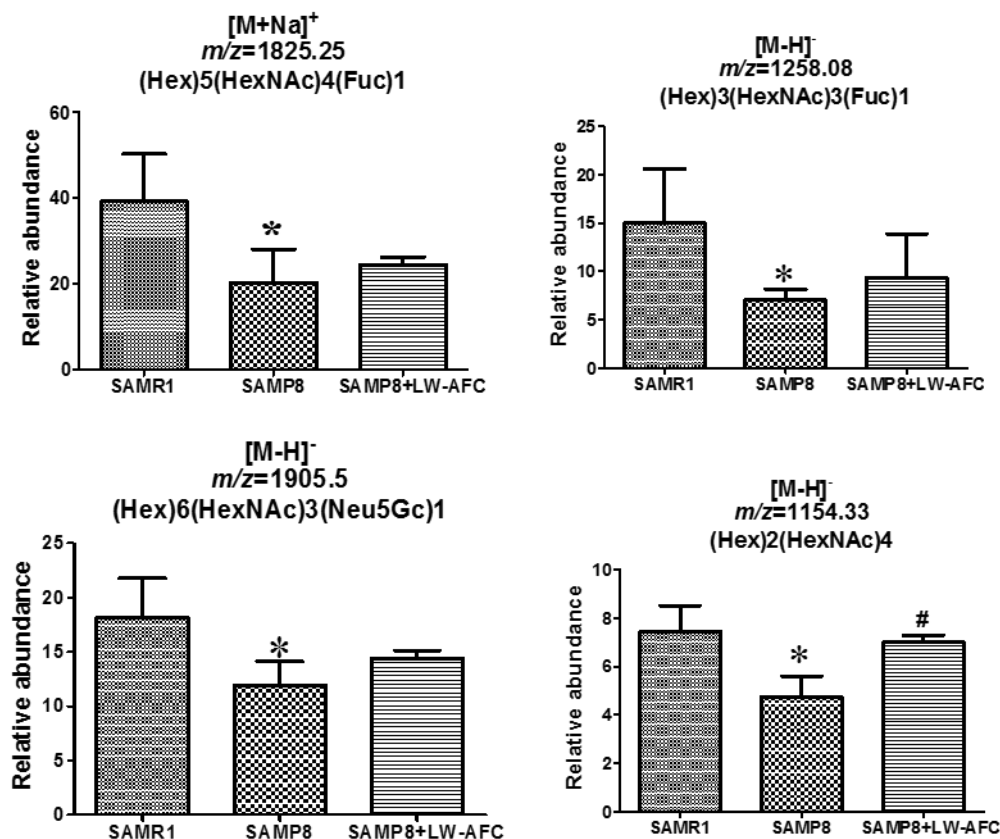 [M+Na]+
m/z=1825.25
(Hex)5(HexNAc)4(Fuc)1
Relative abundance
60
40
20
0
*
SAMR1 SAMP8 SAMP8+LW-AFC
[M-H]-
m/z=1258.08
(Hex)3(HexNAc)3(Fuc)1
Relative abundance
25
20
15
10
5
0
*
SAMR1 SAMP8 SAMP8+LW-AFC
[M-H]-
m/z=1905.5
(Hex)6(HexNAc)3(Neu5Gc)1
Relative abundance
25
20
15
10
5
0
*
SAMR1 SAMP8 SAMP8+LW-AFC
[M-H]-
m/z=1154.33
(Hex)2(HexNAc)4
Relative abundance
10
8
6
4
2
0
*
#
SAMR1 SAMP8 SAMP8+LW-AFC